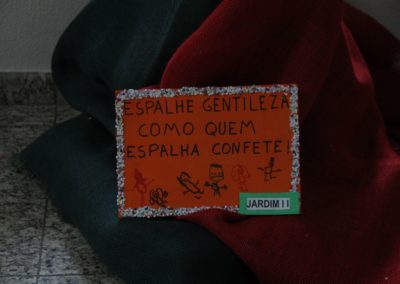 ESPALHE GENTILEZA
COMO QUEM
ESPALHA CONFETE!
JARDIM II